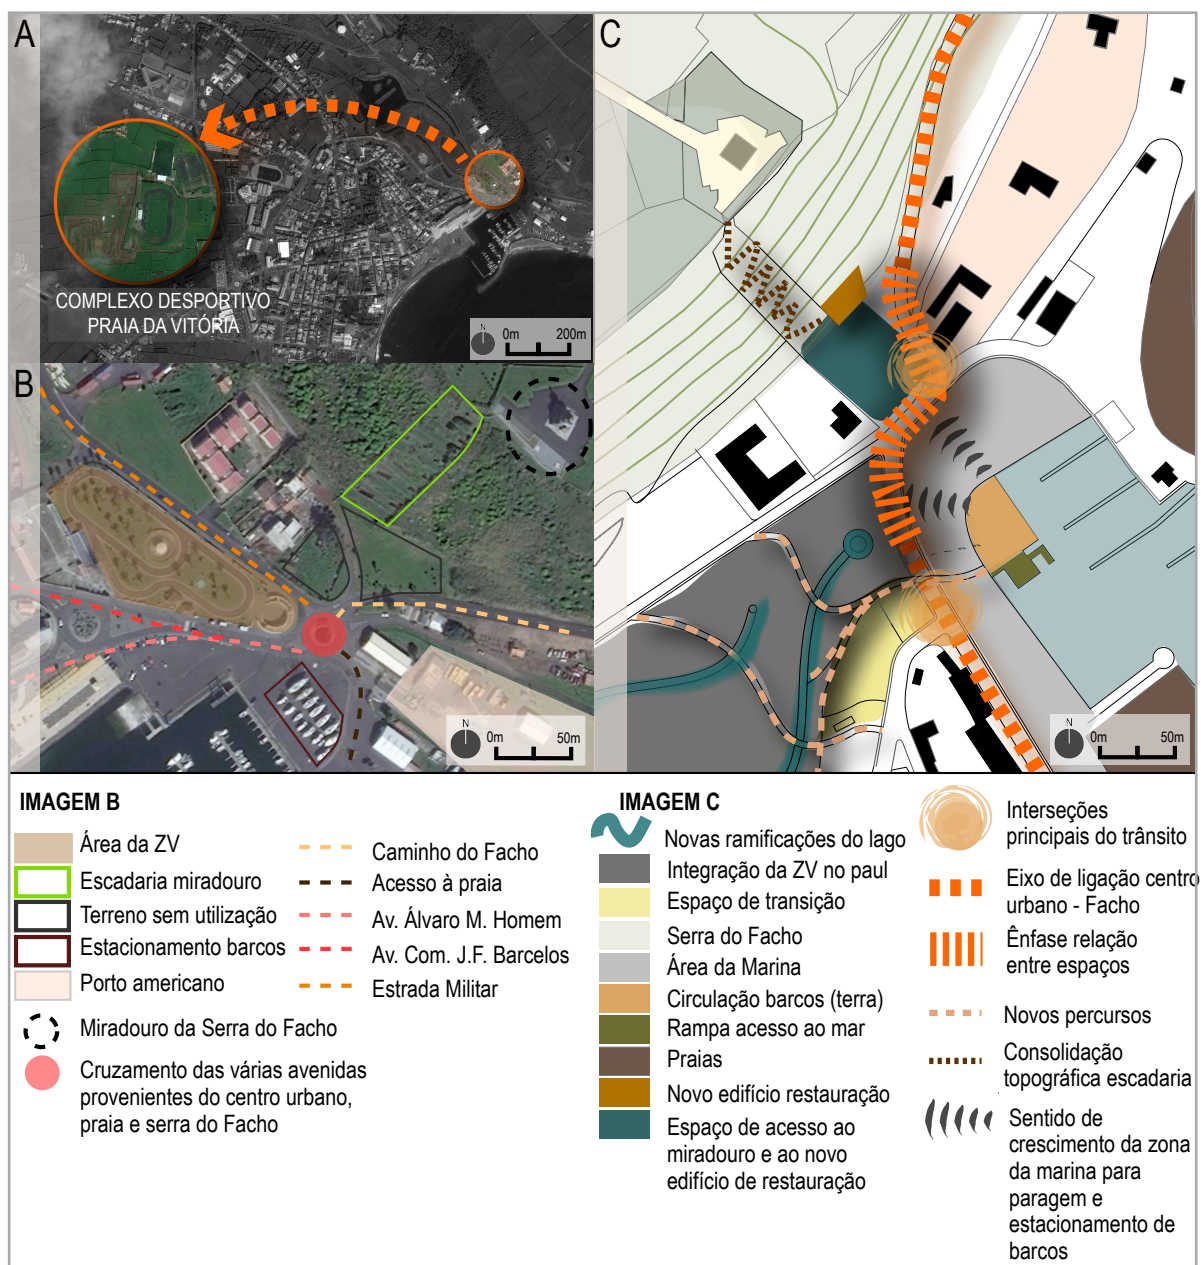 A
COMPLEXO DESPORTIVO
PRAIA DA VITÓRIA
N
0m 200m
B
N
0m 50m
C
N
0m 50m
IMAGEM B
Área da ZV
Escadaria miradouro
Terreno sem utilização
Estacionamento barcos
Porto americano
Miradouro da Serra do Facho
Cruzamento das várias avenidas
provenientes do centro urbano,
praia e serra do Facho
Caminho do Facho
Acesso à praia
Av. Álvaro M. Homem
Av. Com. J.F. Barcelos
Estrada Militar
IMAGEM C
Novas ramificações do lago
Integração da ZV no paul
Espaço de transição
Serra do Facho
Área da Marina
Circulação barcos (terra)
Rampa acesso ao mar
Praias
Novo edifício restauração
Espaço de acesso ao
miradouro e ao novo
edifício de restauração
Interseções
principais do trânsito
Eixo de ligação centro
urbano - Facho
Ênfase relação
entre espaços
Novos percursos
Consolidação
topográfica escadaria
Sentido de
crescimento da zona
da marina para
paragem e
estacionamento de
barcos